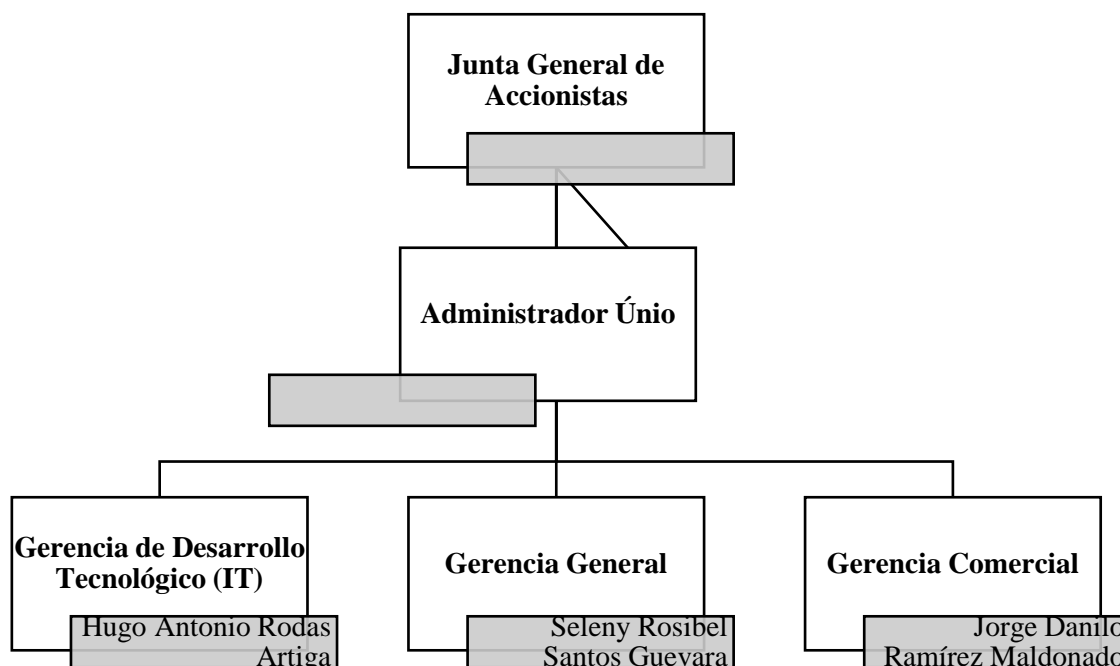 Junta General de
Accionistas
Administrador Únio
Gerencia de Desarrollo
Tecnológico (IT)
Hugo Antonio Rodas
Artiga
Gerencia General
Seleny Rosibel
Santos Guevara
Gerencia Comercial
Jorge Danilo
Ramírez Maldonado